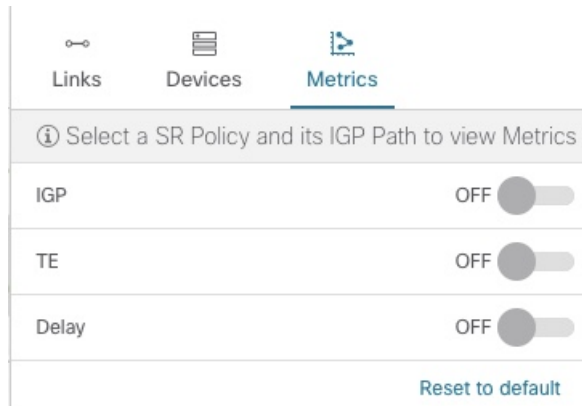 Links Devices Metrics
Select a SR Policy and its IGP Path to view Metrics
IGP OFF
TE OFF
Delay OFF
Reset to default